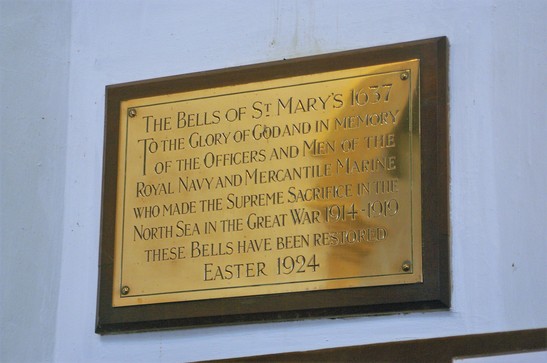 THE BELLS OF ST MARY'S 1637
TO THE GLORY OF GOD AND IN MEMORY
OF THE OFFICERS AND MEN OF THE
ROYAL NAVY AND MERCANTILE MARINE
WHO MADE THE SUPREME SACRIFICE IN THE
NORTH SEA IN THE GREAT WAR 1914-1919
THESE BELLS HAVE BEEN RESTORED
EASTER 1924